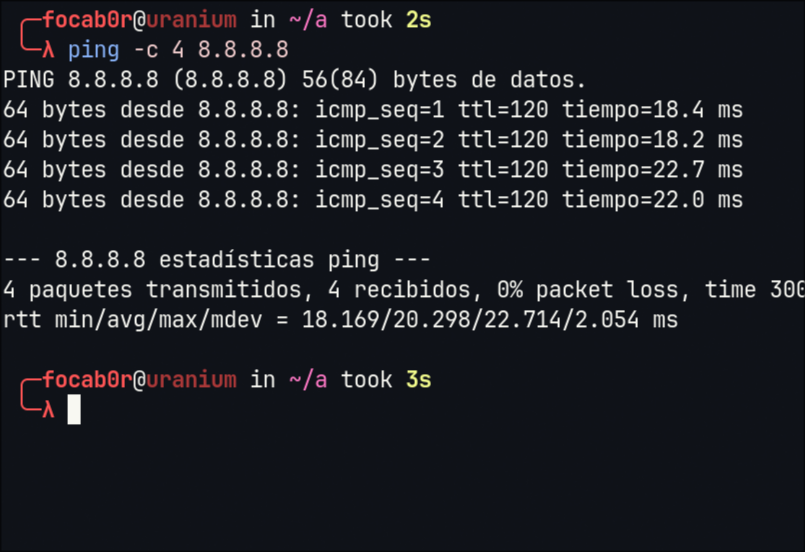 focab0r@uranium in ~/a took 2s
λ ping -c 4 8.8.8.8
PING 8.8.8.8 (8.8.8.8) 56(84) bytes de datos.
64 bytes desde 8.8.8.8: icmp_seq=1 ttl=120 tiempo=18.4 ms
64 bytes desde 8.8.8.8: icmp_seq=2 ttl=120 tiempo=18.2 ms
64 bytes desde 8.8.8.8: icmp_seq=3 ttl=120 tiempo=22.7 ms
64 bytes desde 8.8.8.8: icmp_seq=4 ttl=120 tiempo=22.0 ms
--- 8.8.8.8 estadísticas ping ---
4 paquetes transmitidos, 4 recibidos, 0% packet loss, time 300
rtt min/avg/max/mdev = 18.169/20.298/22.714/2.054 ms
focab0r@uranium in ~/a took 3s
λ